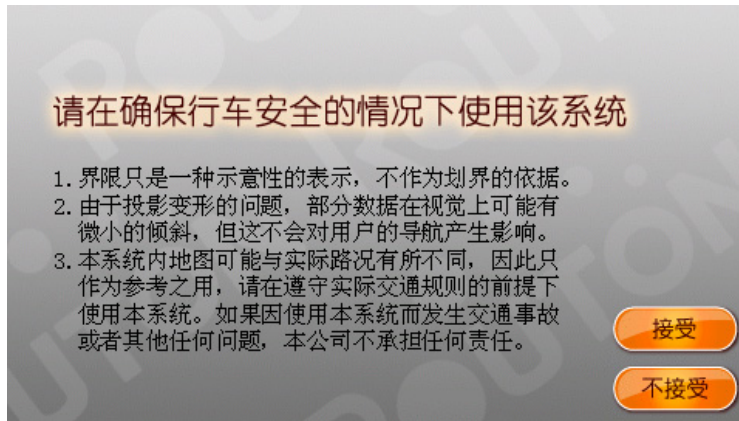 请在确保行车安全的情况下使用该系统
1. 界限只是一种示意性的表示，不作为划界的依据。
2. 由于投影变形的问题，部分数据在视觉上可能有
微小的倾斜，但这不会对用户的导航产生影响。
3. 本系统内地图可能与实际路况有所不同，因此只
作为参考之用，请在遵守实际交通规则的前提下
使用本系统。如果因使用本系统而发生交通事故
或者其他任何问题，本公司不承担任何责任。
接受
不接受